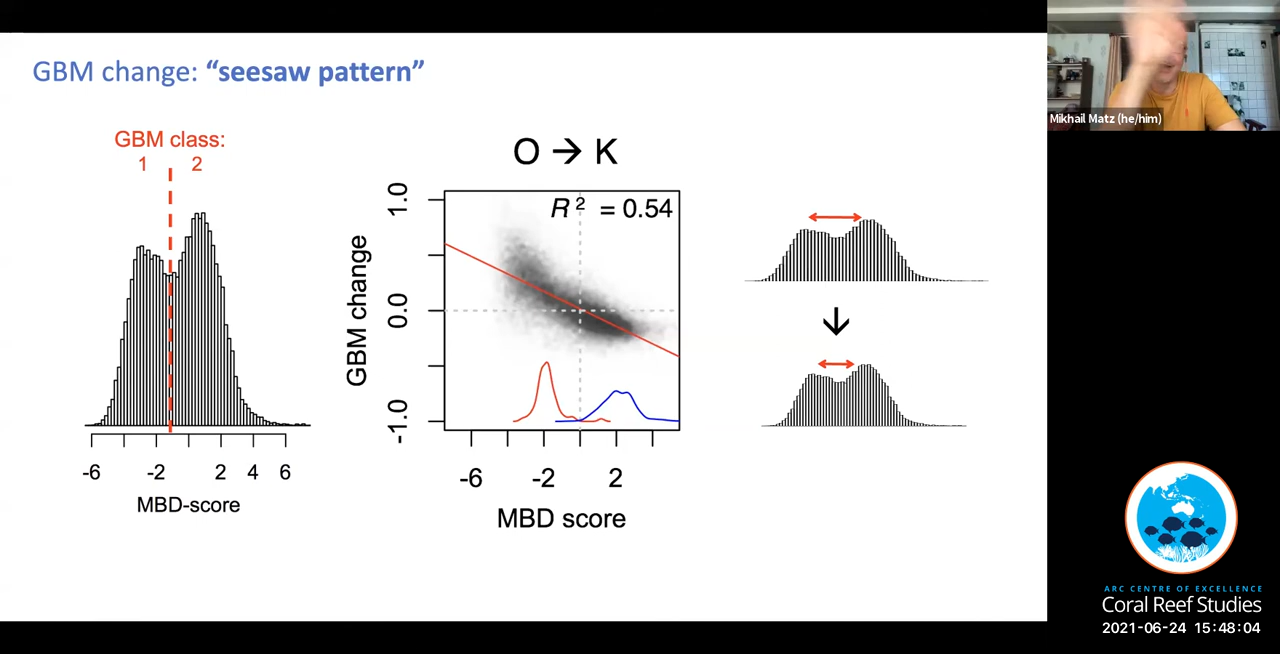 GBM change: “seesaw pattern”
GBM class:
1 2
-6 -2 2 4 6
MBD-score
O → K
R² = 0.54
GBM change
1.0
0.0
-1.0
-6 -2 2
MBD score
Mikhail Matz (he/him)
ARC CENTRE OF EXCELLENCE
Coral Reef Studies
2021-06-24 15:48:04